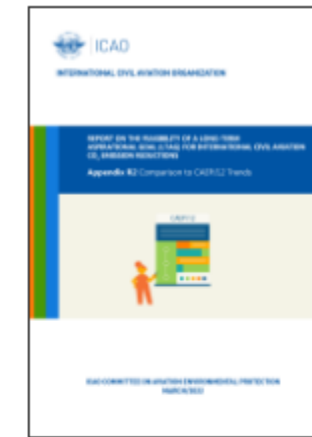 ICAO
INTERNATIONAL CIVIL AVIATION ORGANIZATION
REPORT ON THE FEASIBILITY OF A LONG-TERM
ASPIRATIONAL GOAL (LTAG) FOR INTERNATIONAL CIVIL AVIATION
CO₂ EMISSION REDUCTIONS
Appendix R2 Comparison to CAEP/12 Trends
CAEP/12
ICAO COMMITTEE ON AVIATION ENVIRONMENTAL PROTECTION
MARCH 2022